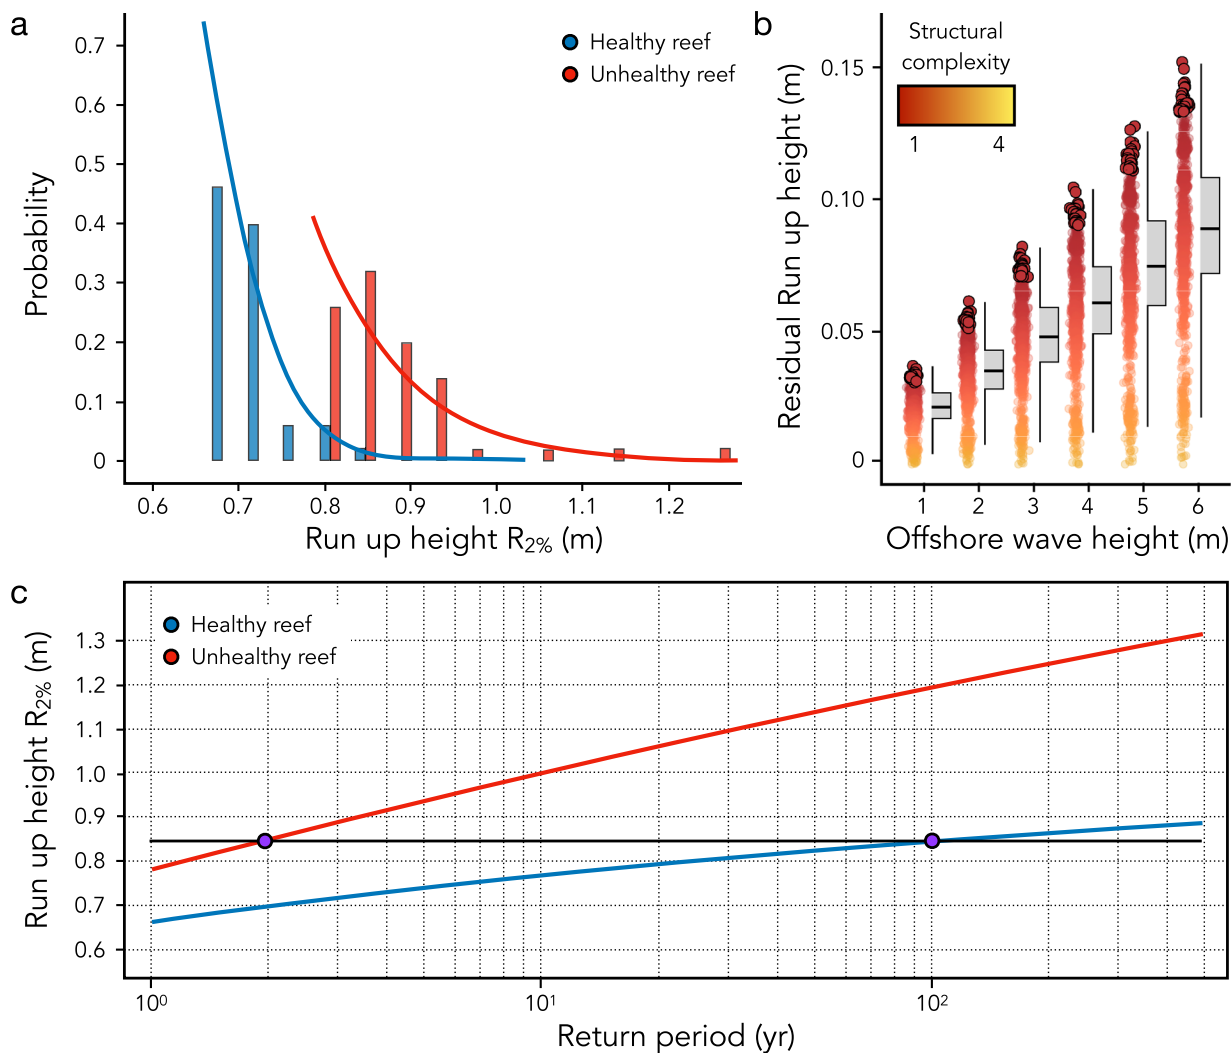 a
Probability
0.7
0.6
0.5
0.4
0.3
0.2
0.1
0
0.6 0.7 0.8 0.9 1.0 1.1 1.2
Run up height R2% (m)
Healthy reef
Unhealthy reef
b
Residual Run up height (m)
0.15
0.10
0.05
0
Structural
complexity
1 4
1 2 3 4 5 6
Offshore wave height (m)
c
Run up height R2% (m)
1.3
1.2
1.1
1.0
0.9
0.8
0.7
0.6
Healthy reef
Unhealthy reef
10⁰ 10¹ 10²
Return period (yr)